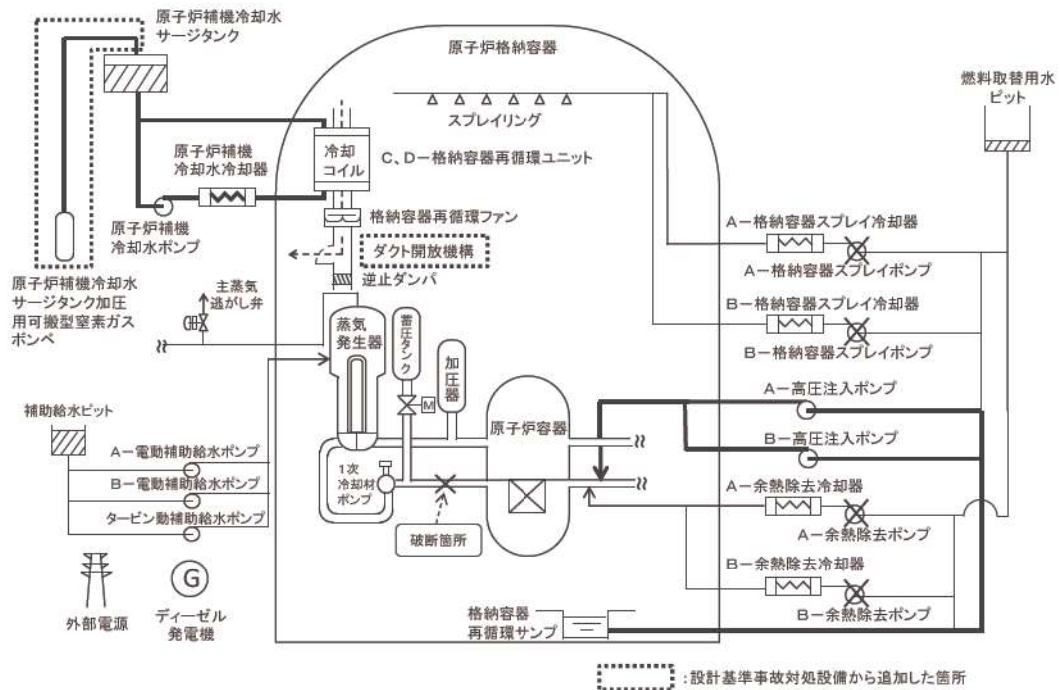 原子炉補機冷却水
サージタンク
原子炉格納容器
燃料取替用水
ピット
スプレイリング
冷却
コイル
C、D－格納容器再循環ユニット
原子炉補機
冷却水冷却器
原子炉補機
冷却水ポンプ
格納容器再循環ファン
ダクト開放機構
逆止ダンパ
A－格納容器スプレイ冷却器
A－格納容器スプレイポンプ
B－格納容器スプレイ冷却器
B－格納容器スプレイポンプ
原子炉補機冷却水
サージタンク加圧
用可搬型窒素ガス
ボンベ
主蒸気
逃がし弁
蒸気
発生器
蓄圧タンク
M
加圧器
原子炉容器
A－高圧注入ポンプ
B－高圧注入ポンプ
補助給水ピット
A－電動補助給水ポンプ
B－電動補助給水ポンプ
タービン動補助給水ポンプ
1次
冷却材
ポンプ
破断箇所
A－余熱除去冷却器
A－余熱除去ポンプ
B－余熱除去冷却器
B－余熱除去ポンプ
外部電源
G
ディーゼル
発電機
格納容器
再循環サンプ
:設計基準事故対処設備から追加した箇所